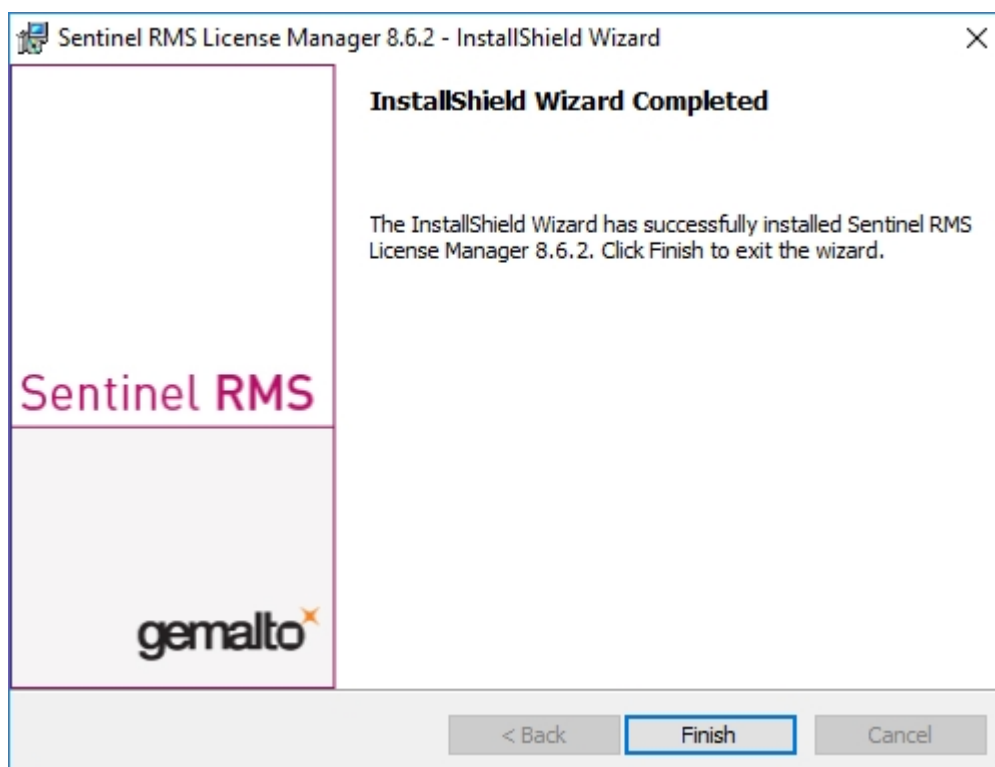 Sentinel RMS License Manager 8.6.2 - InstallShield Wizard
InstallShield Wizard Completed
The InstallShield Wizard has successfully installed Sentinel RMS
License Manager 8.6.2. Click Finish to exit the wizard.
Sentinel RMS
gemalto
< Back
Finish
Cancel